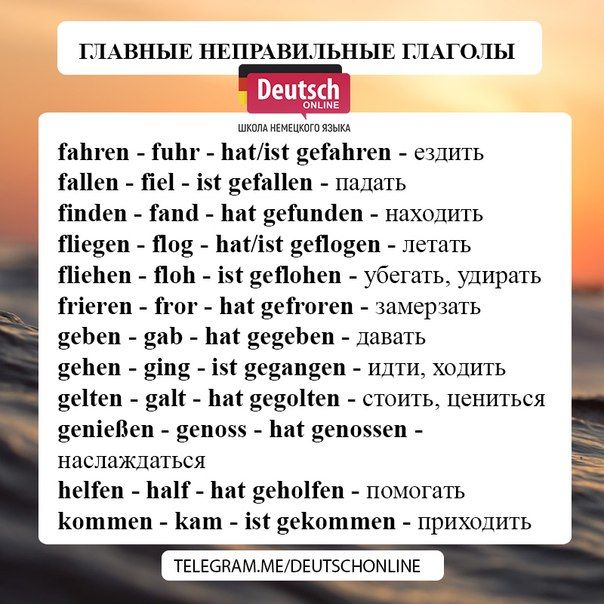 ГЛАВНЫЕ НЕПРАВИЛЬНЫЕ ГЛАГОЛЫ
Deutsch
ONLINE
ШКОЛА НЕМЕЦКОГО ЯЗЫКА
fahren - fuhr - hat/ist gefahren - ездить
fallen - fiel - ist gefallen - падать
finden - fand - hat gefunden - находить
fliegen - flog - hat/ist geflogen - летать
fliehen - floh - ist geflohen - убегать, удирать
frieren - fror - hat gefroren - замерзать
geben - gab - hat gegeben - давать
gehen - ging - ist gegangen - идти, ходить
gelten - galt - hat gegolten - стоить, цениться
genießen - genoss - hat genossen -
наслаждаться
helfen - half - hat geholfen - помогать
kommen - kam - ist gekommen - приходить
TELEGRAM.ME/DEUTSCHONLINE